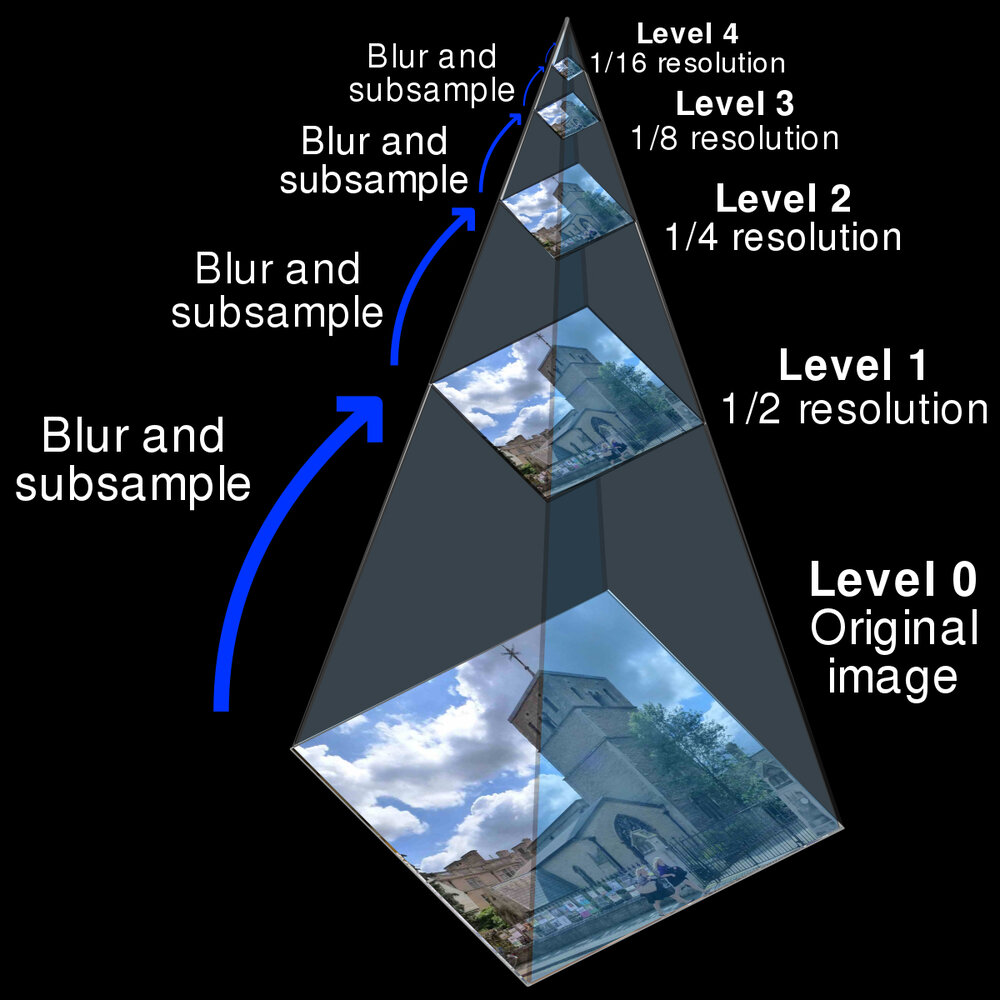 Level 4
1/16 resolution
Blur and
subsample
Level 3
1/8 resolution
Blur and
subsample
Level 2
1/4 resolution
Blur and
subsample
Level 1
1/2 resolution
Blur and
subsample
Level 0
Original
image